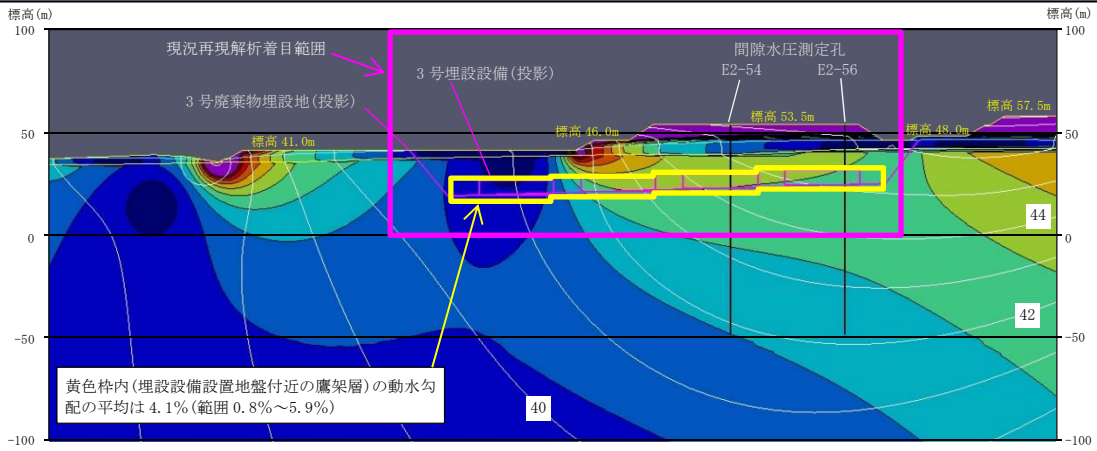 標高(m)
標高(m)
100
100
現況再現解析着目範囲
間隙水圧測定孔
3 号埋設設備(投影)
E2-54
E2-56
3 号廃棄物埋設地(投影)
標高 57.5m
標高 53.5m
標高 46.0m
標高 48.0m
標高 41.0m
50
50
44
0
0
42
-50
-50
黄色枠内(埋設設備設置地盤付近の鷹架層)の動水勾
配の平均は 4.1%(範囲 0.8%～5.9%)
40
-100
-100